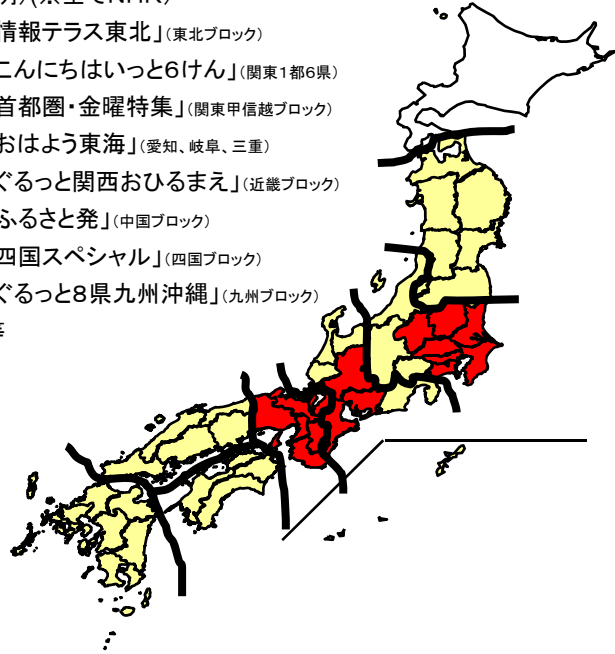 (※全てNHK)
情報テラス東北」(東北ブロック)
こんにちはいっと6けん」(関東1都6県)
首都圏・金曜特集」(関東甲信越ブロック)
おはよう東海」(愛知、岐阜、三重)
ぐるっと関西おひるまえ」(近畿ブロック)
ふるさと発」(中国ブロック)
四国スペシャル」(四国ブロック)
ぐるっと8県九州沖縄」(九州ブロック)
等